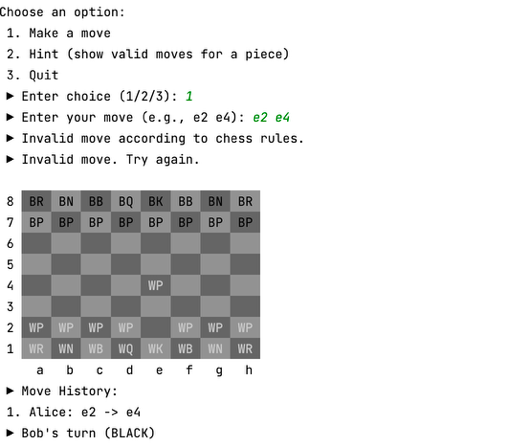 Choose an option:
1. Make a move
2. Hint (show valid moves for a piece)
3. Quit
► Enter choice (1/2/3): 1
► Enter your move (e.g., e2 e4): e2 e4
► Invalid move according to chess rules.
► Invalid move. Try again.
8 BR BN BB BQ BK BB BN BR
7 BP BP BP BP BP BP BP BP
6
5
4 WP
3
2 WP WP WP WP WP WP WP
1 WR WN WB WQ WK WB WN WR
a b c d e f g h
► Move History:
1. Alice: e2 -> e4
► Bob's turn (BLACK)